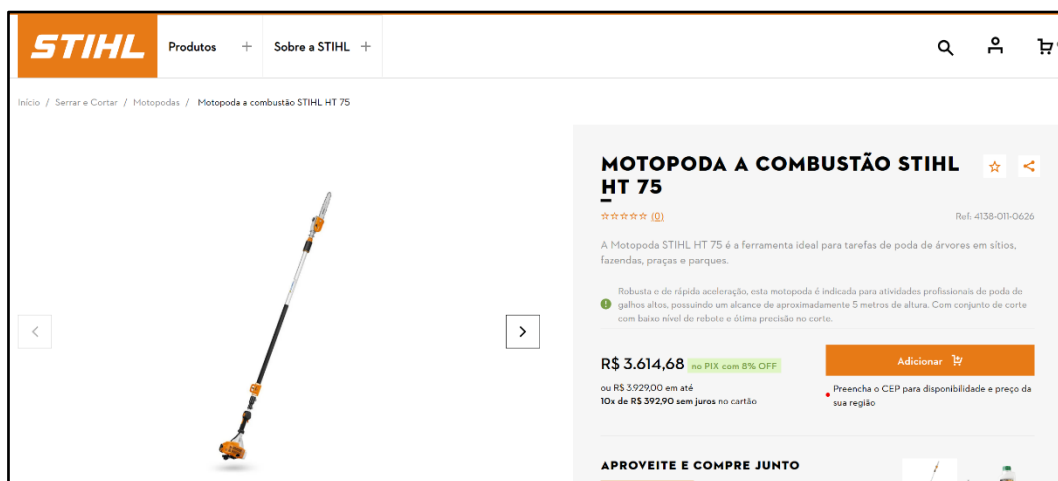 STIHL
Produtos + Sobre a STIHL +
Início / Serrar e Cortar / Motopodas / Motopoda a combustão STIHL HT 75
MOTOPODA A COMBUSTÃO STIHL
HT 75
(0) Ref: 4138-011-0626
A Motopoda STIHL HT 75 é a ferramenta ideal para tarefas de poda de árvores em sítios,
fazendas, praças e parques.
Robusta e de rápida aceleração, esta motopoda é indicada para atividades profissionais de poda de
galhos altos, possuindo um alcance de aproximadamente 5 metros de altura. Com conjunto de corte
com baixo nível de rebote e ótima precisão no corte.
R$ 3.614,68 no PIX com 8% OFF
Adicionar
ou R$ 3.929,00 em até
10x de R$ 392,90 sem juros no cartão
Preencha o CEP para disponibilidade e preço da
sua região
APROVEITE E COMPRE JUNTO